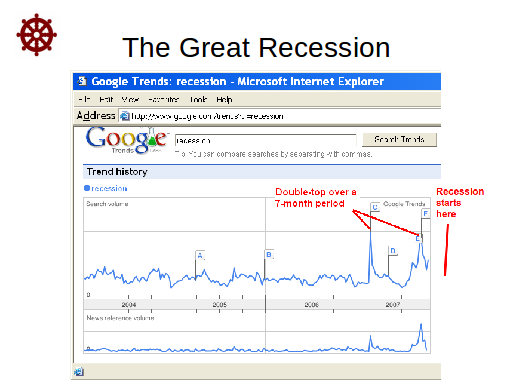 The Great Recession
Google Trends: recession - Microsoft Internet Explorer
File Edit View Favorites Tools Help
Address http://www.google.com/trends?q=recession
Google
Trends
recession
Search Trends
Tip: You can compare searches by separating with commas.
Trend history
recession
Double-top over a
7-month period
Recession
starts
here
Search volume
Google Trends
A
B
C
D
E
F
0
2004 2005 2006 2007
News reference volume
0